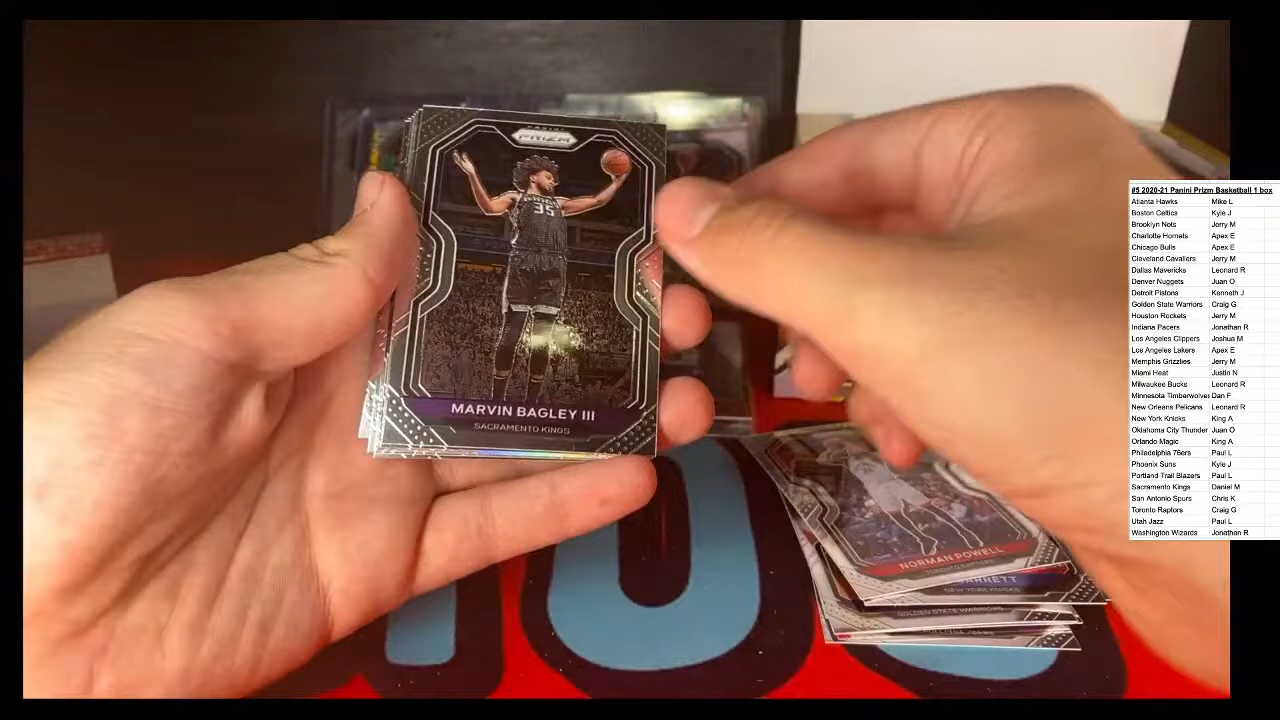 PANINI
PRIZM
35
MARVIN BAGLEY III
SACRAMENTO KINGS
NORMAN POWELL
TORONTO RAPTORS
BARRETT
NEW YORK KNICKS
GOLDEN STATE WARRIORS
PHILADELPHIA 76ERS
#5 2020-21 Panini Prizm Basketball 1 box
Atlanta Hawks Mike L
Boston Celtics Kyle J
Brooklyn Nets Jerry M
Charlotte Hornets Apex E
Chicago Bulls Apex E
Cleveland Cavaliers Jerry M
Dallas Mavericks Leonard R
Denver Nuggets Juan O
Detroit Pistons Kenneth J
Golden State Warriors Craig G
Houston Rockets Jerry M
Indiana Pacers Jonathan R
Los Angeles Clippers Joshua M
Los Angeles Lakers Apex E
Memphis Grizzlies Jerry M
Miami Heat Justin N
Milwaukee Bucks Leonard R
Minnesota Timberwolves Dan F
New Orleans Pelicans Leonard R
New York Knicks King A
Oklahoma City Thunder Juan O
Orlando Magic King A
Philadelphia 76ers Paul L
Phoenix Suns Kyle J
Portland Trail Blazers Paul L
Sacramento Kings Daniel M
San Antonio Spurs Chris K
Toronto Raptors Craig G
Utah Jazz Paul L
Washington Wizards Jonathan R